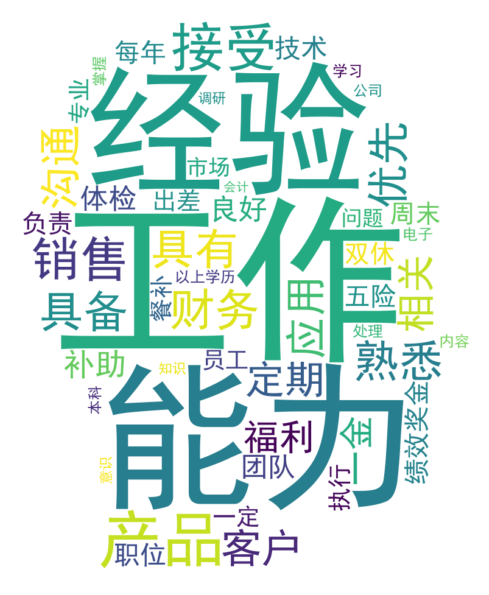 接受
每年
技术
掌握
学习
经验
专业
调研
公司
沟通
优先
市场
会计
体检
出差
良好
问题
周末
负责
工作
电子
销售
具有
双休
以上学历
相关
具备
餐补
财务
应用
五险
处理
内容
补助
员工
定期
熟悉
知识
能力
本科
绩效奖金
福利
一金
团队
意识
执行
产品
一定
职位
客户